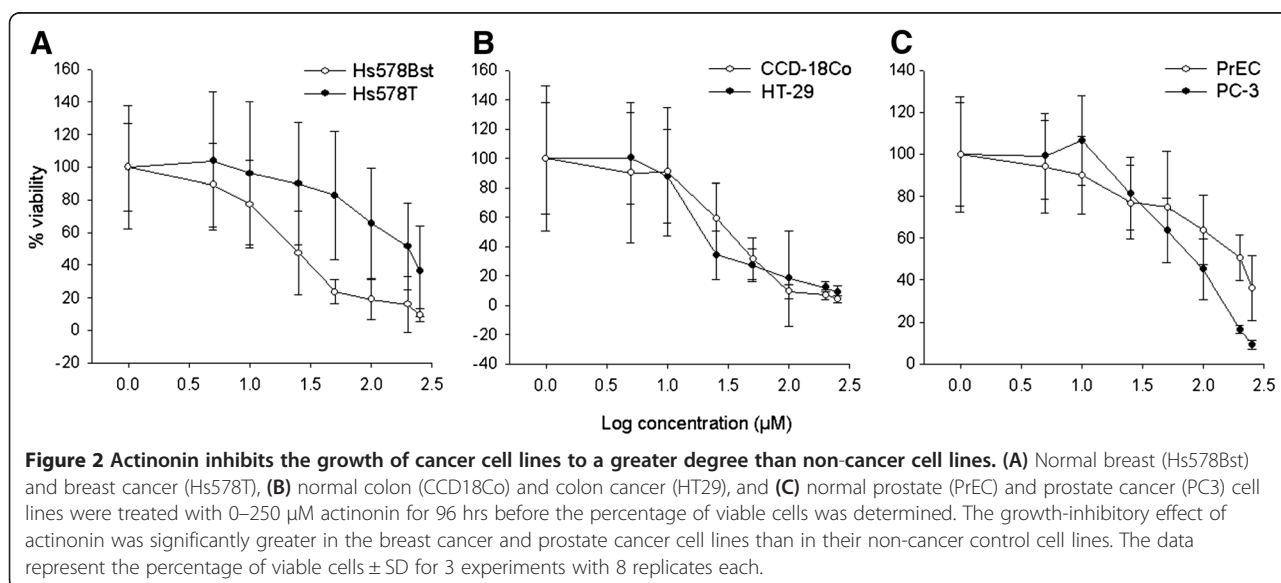 A
B
C
Hs578Bst
Hs578T
CCD-18Co
HT-29
PrEC
PC-3
% viability
160
140
120
100
80
60
40
20
0
-20
0.0
0.5
1.0
1.5
2.0
2.5
160
140
120
100
80
60
40
20
0
-20
-40
0.0
0.5
1.0
1.5
2.0
2.5
140
120
100
80
60
40
20
0
0.0
0.5
1.0
1.5
2.0
2.5
Log concentration (µM)
Figure 2 Actinonin inhibits the growth of cancer cell lines to a greater degree than non-cancer cell lines. (A) Normal breast (Hs578Bst)
and breast cancer (Hs578T), (B) normal colon (CCD18Co) and colon cancer (HT29), and (C) normal prostate (PrEC) and prostate cancer (PC3) cell
lines were treated with 0–250 µM actinonin for 96 hrs before the percentage of viable cells was determined. The growth-inhibitory effect of
actinonin was significantly greater in the breast cancer and prostate cancer cell lines than in their non-cancer control cell lines. The data
represent the percentage of viable cells ± SD for 3 experiments with 8 replicates each.